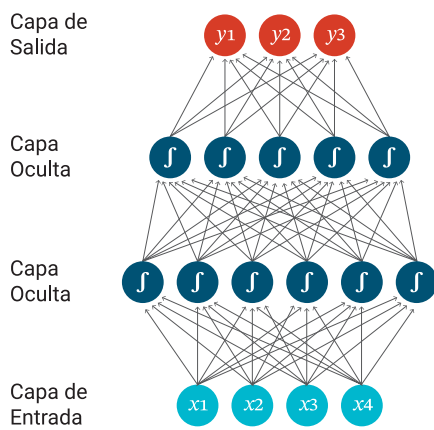 Capa de
Salida
y1 y2 y3
Capa
Oculta
∫ ∫ ∫ ∫ ∫
Capa
Oculta
∫ ∫ ∫ ∫ ∫ ∫
Capa de
Entrada
x1 x2 x3 x4